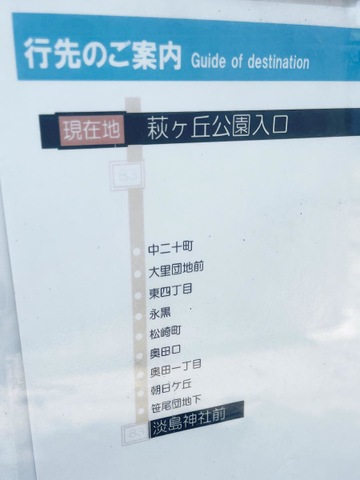 行先のご案内 Guide of destination
現在地 萩ヶ丘公園入口
83
中二十町
大里団地前
東四丁目
永黒
松崎町
奥田口
奥田一丁目
朝日ケ丘
笹尾団地下
83 淡島神社前